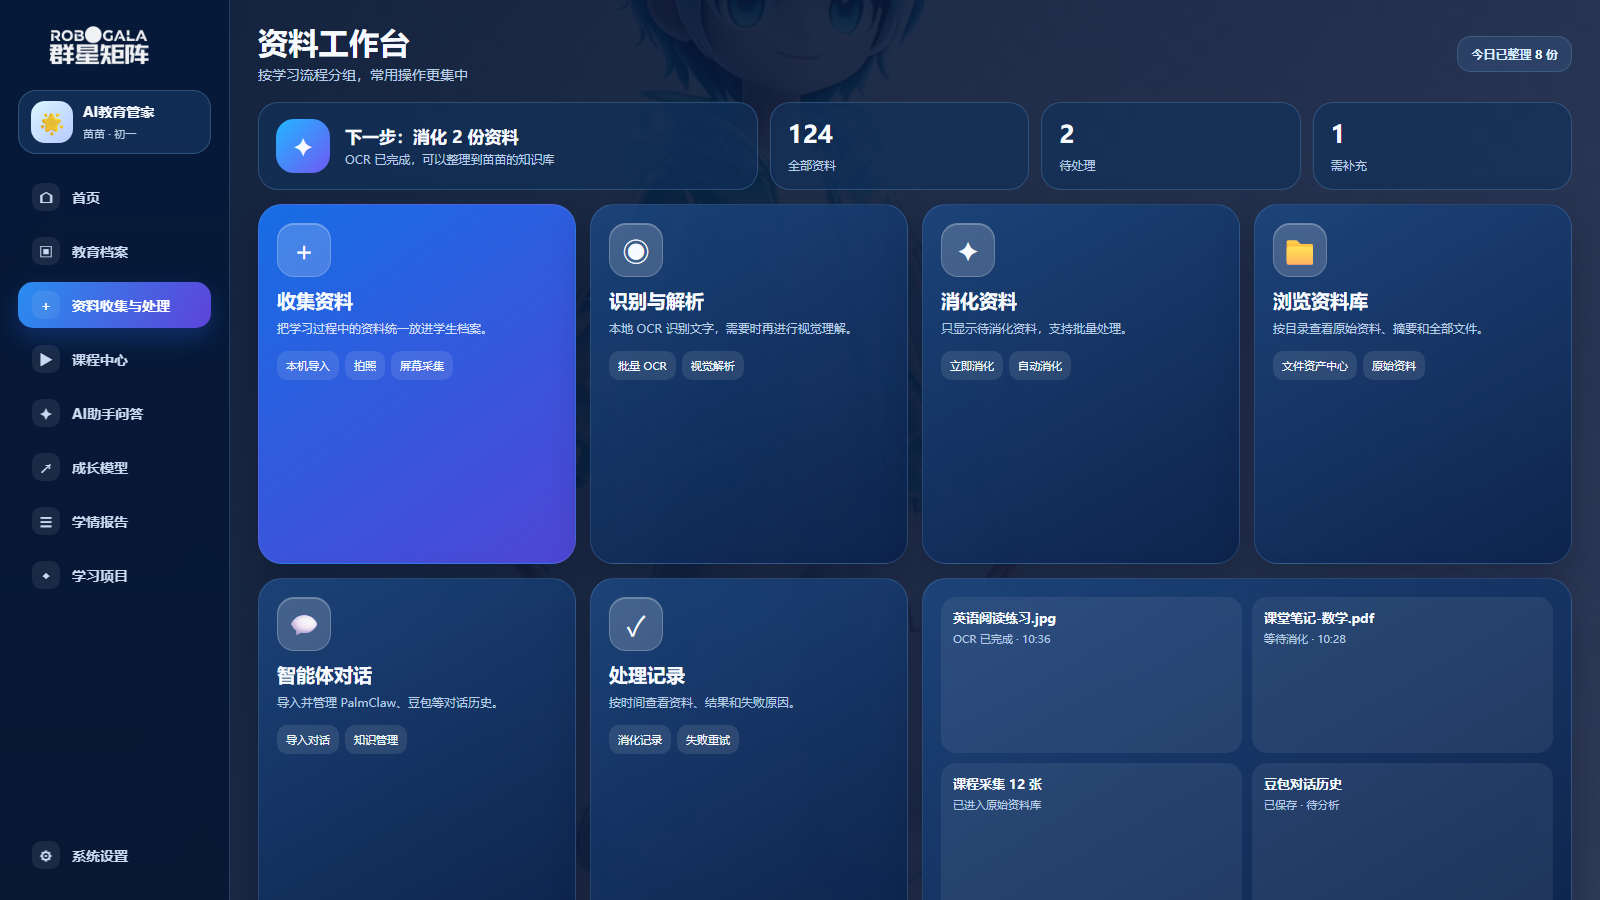 ROBOGALA
群星矩阵
AI教育管家
苗苗 · 初一
首页
教育档案
资料收集与处理
课程中心
AI助手问答
成长模型
学情报告
学习项目
系统设置
资料工作台
按学习流程分组，常用操作更集中
今日已整理 8 份
下一步：消化 2 份资料
OCR 已完成，可以整理到苗苗的知识库
124
全部资料
2
待处理
1
需补充
收集资料
把学习过程中的资料统一放进学生档案。
本机导入 拍照 屏幕采集
识别与解析
本地 OCR 识别文字，需要时再进行视觉理解。
批量 OCR 视觉解析
消化资料
只显示待消化资料，支持批量处理。
立即消化 自动消化
浏览资料库
按目录查看原始资料、摘要和全部文件。
文件资产中心 原始资料
智能体对话
导入并管理 PalmClaw、豆包等对话历史。
导入对话 知识管理
处理记录
按时间查看资料、结果和失败原因。
消化记录 失败重试
英语阅读练习.jpg
OCR 已完成 · 10:36
课堂笔记-数学.pdf
等待消化 · 10:28
课程采集 12 张
已进入原始资料库
豆包对话历史
已保存 · 待分析